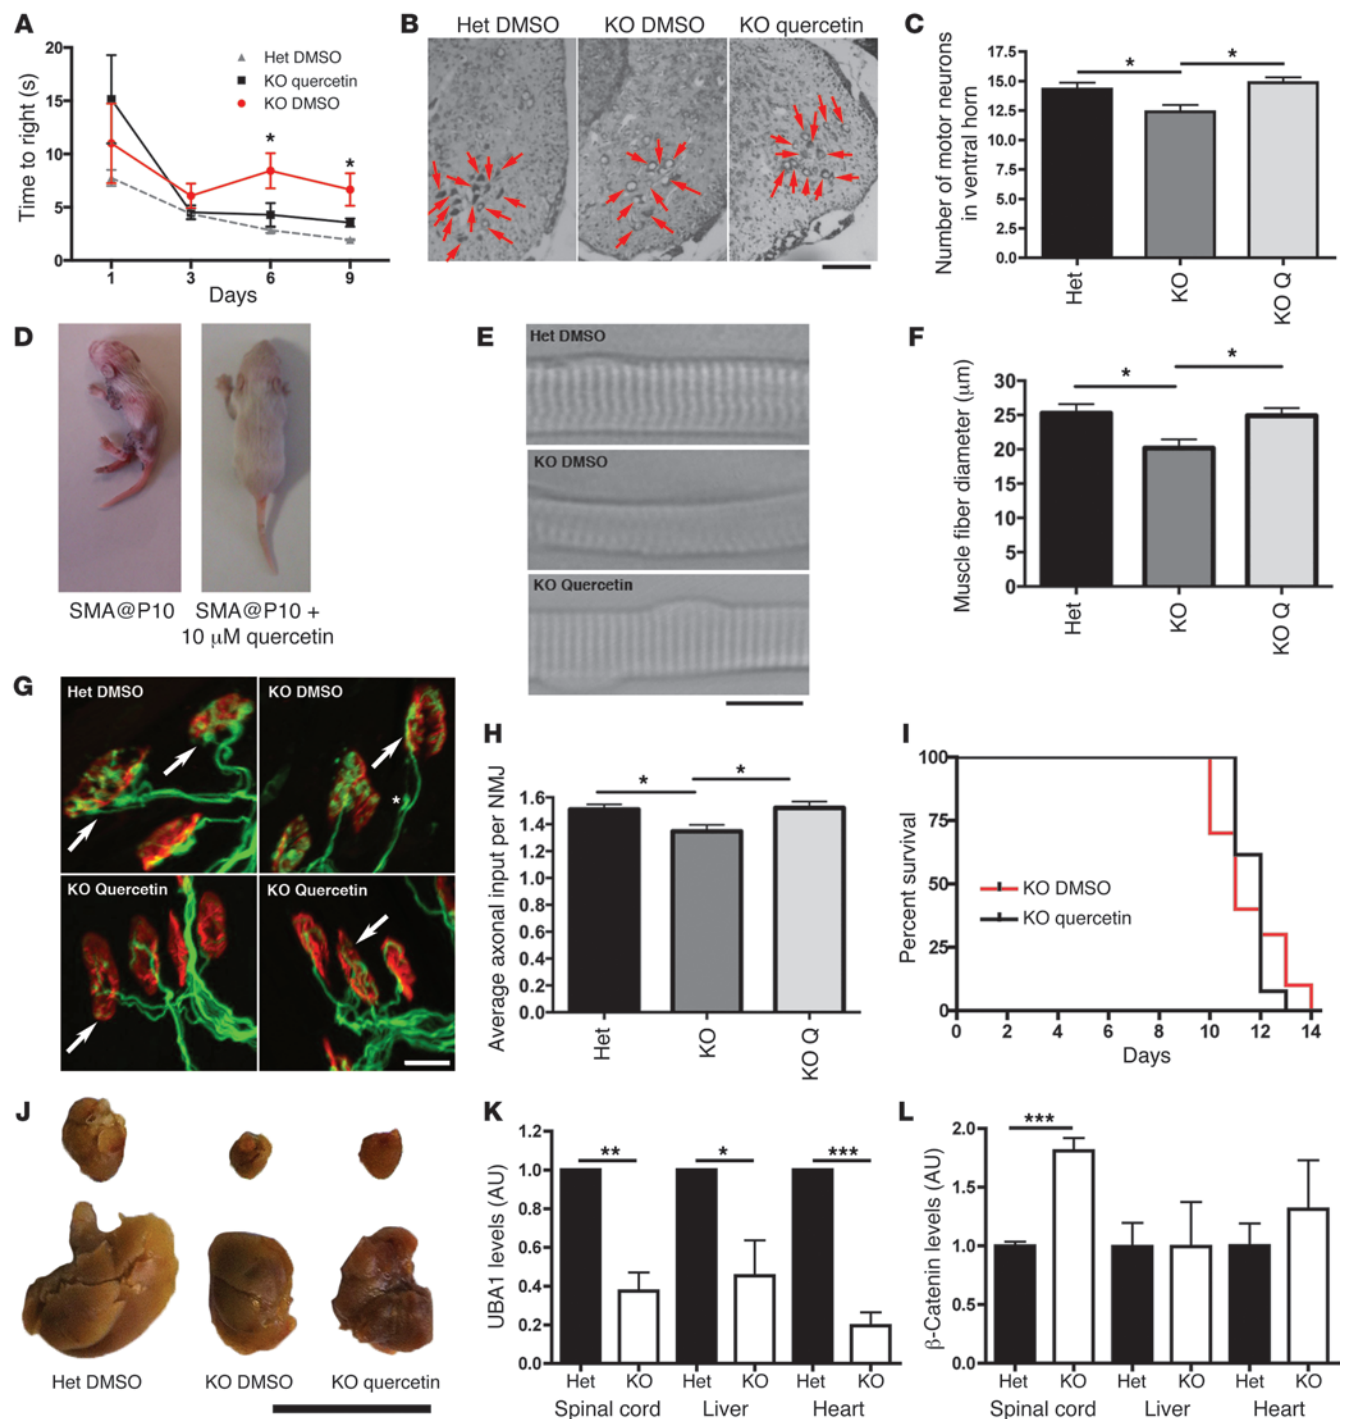 A
Time to right (s)
20
15
10
5
0
1
3
6
9
Days
Het DMSO
KO quercetin
KO DMSO
*
*
B
Het DMSO
KO DMSO
KO quercetin
C
Number of motor neurons
in ventral horn
17.5
15.0
12.5
10.0
7.5
5.0
2.5
0.0
*
*
Het
KO
KO Q
D
SMA@P10
SMA@P10 +
10 μM quercetin
E
Het DMSO
KO DMSO
KO Quercetin
F
Muscle fiber diameter (μm)
30
25
20
15
10
5
0
*
*
Het
KO
KO Q
G
Het DMSO
KO DMSO
*
KO Quercetin
KO Quercetin
H
Average axonal input per NMJ
1.6
1.4
1.2
1.0
0.8
0.6
0.4
0.2
0.0
*
*
Het
KO
KO Q
I
Percent survival
100
75
50
25
0
KO DMSO
KO quercetin
0
2
4
6
8
10
12
14
Days
J
Het DMSO
KO DMSO
KO quercetin
K
UBA1 levels (AU)
1.2
1.0
0.8
0.6
0.4
0.2
0.0
**
*
***
Het KO Het KO Het KO
Spinal cord Liver Heart
L
β-Catenin levels (AU)
2.0
1.5
1.0
0.5
0.0
***
Het KO Het KO Het KO
Spinal cord Liver Heart